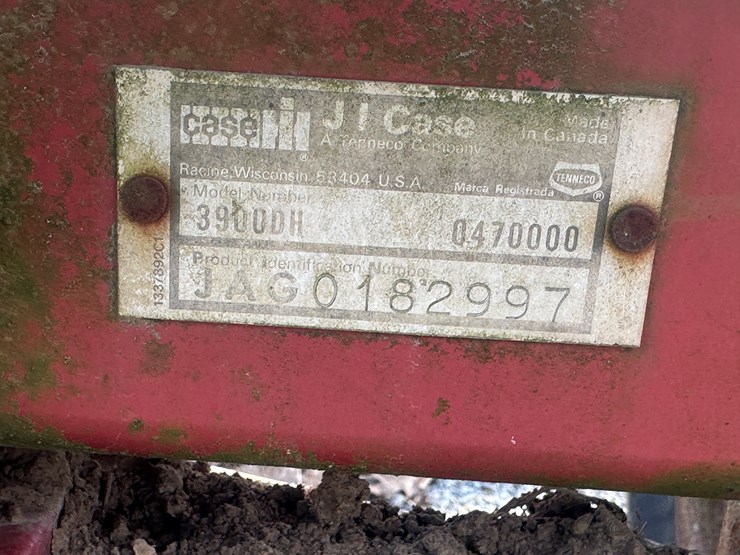 case IH
J I Case
A Tenneco Company
Made
In Canada
Racine, Wisconsin 53404 U.S.A.
Marca Registrada
TENNECO
®
®
Model Number
3900DH
0470000
Product Identification Number
JAG0182997
1337892C1